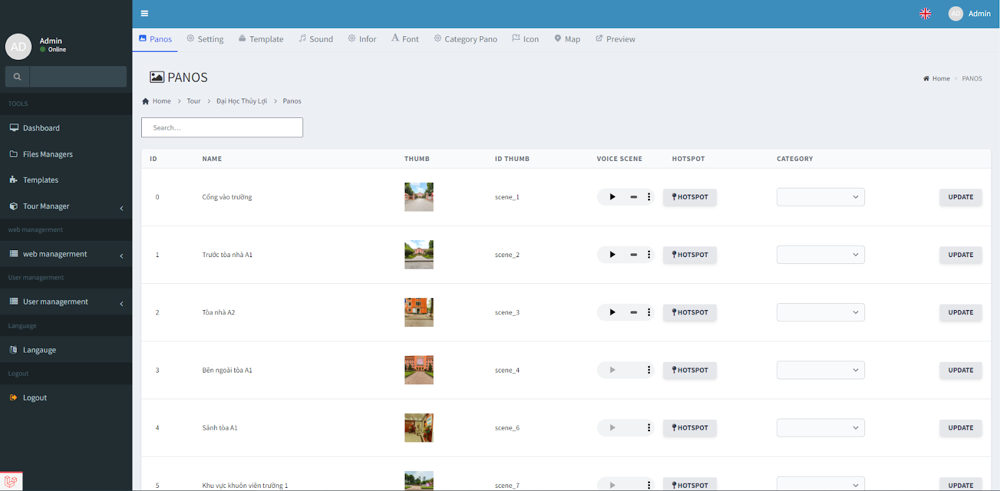 AD Admin
AD
Admin
Online
TOOLS
Dashboard
Files Managers
Templates
Tour Manager
web managerment
web managerment
User managerment
User managerment
Language
Langauge
Logout
Logout
Panos Setting Template Sound Infor Font Category Pano Icon Map Preview
PANOS
Home > PANOS
Home > Tour > Đại Học Thủy Lợi > Panos
Search...
ID NAME THUMB ID THUMB VOICE SCENE HOTSPOT CATEGORY
0 Cổng vào trường scene_1 HOTSPOT UPDATE
1 Trước tòa nhà A1 scene_2 HOTSPOT UPDATE
2 Tòa nhà A2 scene_3 HOTSPOT UPDATE
3 Bên ngoài tòa A1 scene_4 HOTSPOT UPDATE
4 Sảnh tòa A1 scene_6 HOTSPOT UPDATE
5 Khu vực khuôn viên trường 1 scene_7 HOTSPOT UPDATE